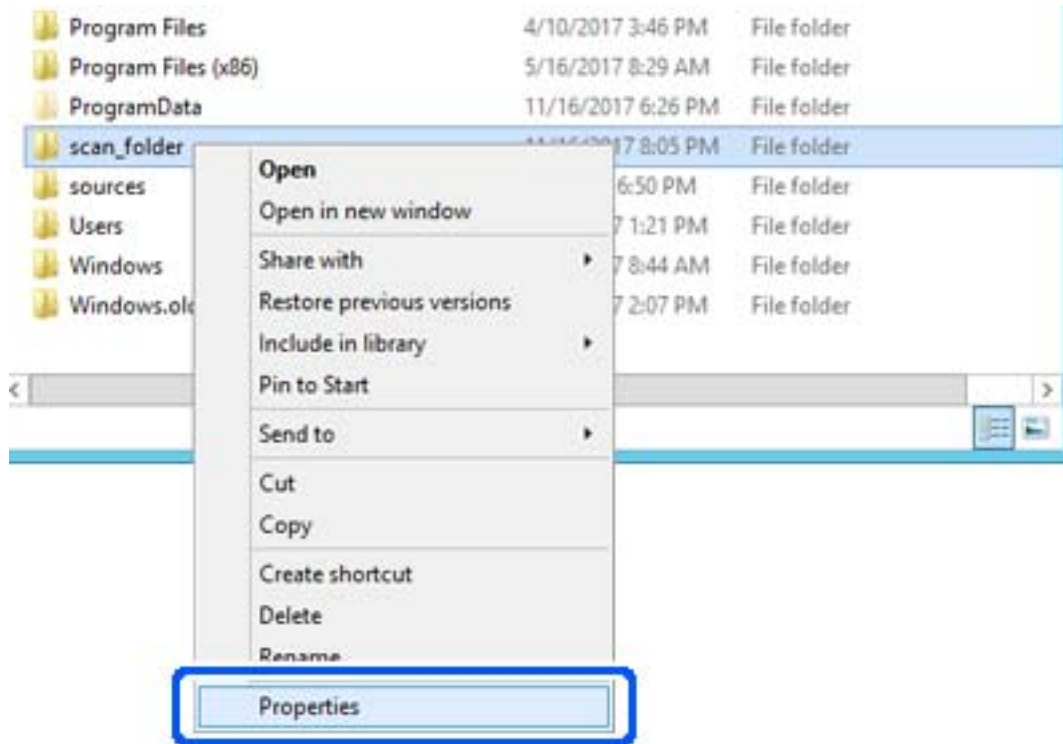 Program Files 4/10/2017 3:46 PM File folder
Program Files (x86) 5/16/2017 8:29 AM File folder
ProgramData 11/16/2017 6:26 PM File folder
scan_folder 8:05 PM File folder
sources 6:50 PM File folder
Users 1:21 PM File folder
Windows 8:44 AM File folder
Windows.old 2:07 PM File folder
Open
Open in new window
Share with
Restore previous versions
Include in library
Pin to Start
Send to
Cut
Copy
Create shortcut
Delete
Rename
Properties